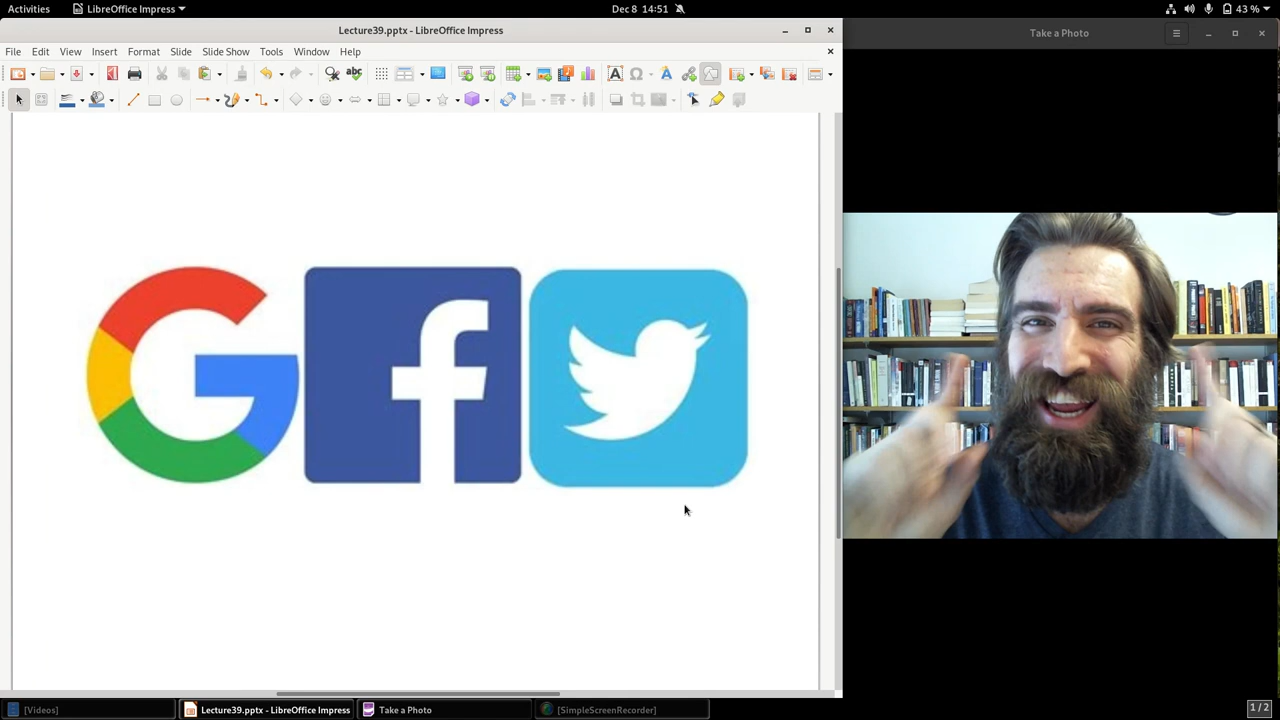 Activities LibreOffice Impress Dec 8 14:51 43 %
Lecture39.pptx - LibreOffice Impress
Take a Photo
File Edit View Insert Format Slide Slide Show Tools Window Help
abc A Ω A
G f
[Videos] Lecture39.pptx - LibreOffice Impress Take a Photo [SimpleScreenRecorder] 1 / 2